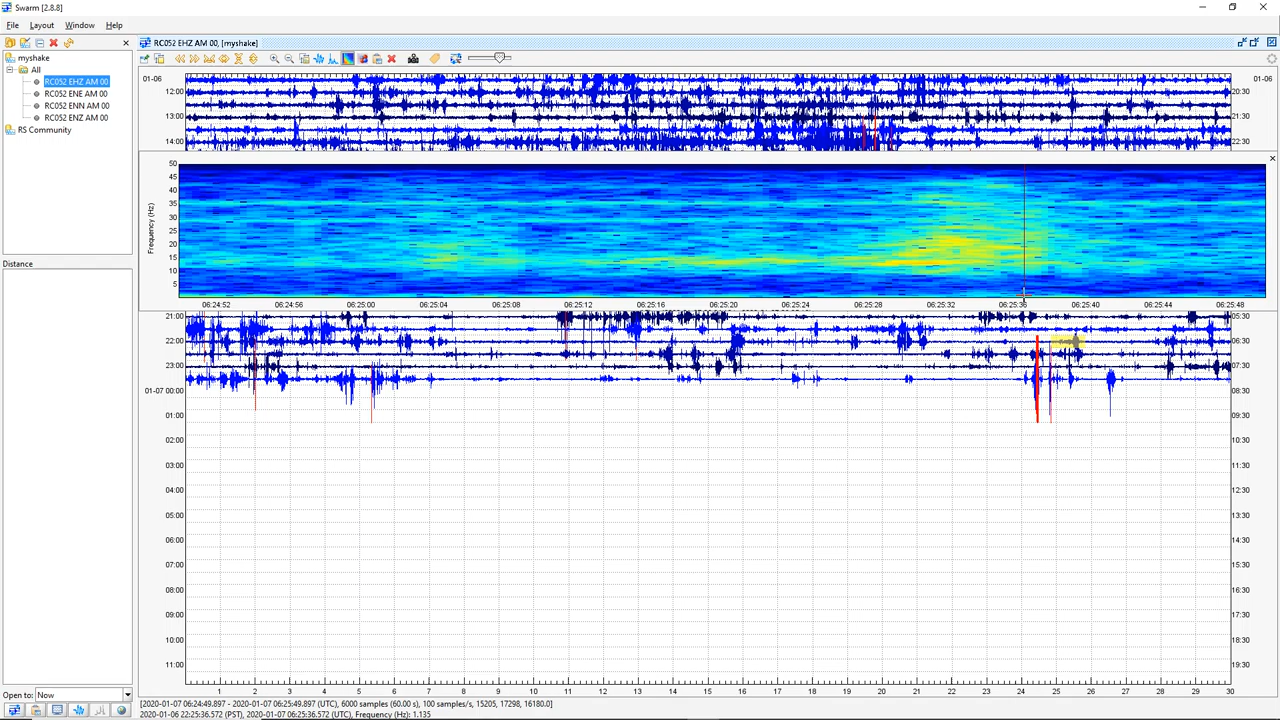 Swarm [2.8.8]
File Layout Window Help
myshake
All
RC052 EHZ AM 00
RC052 ENE AM 00
RC052 ENN AM 00
RC052 ENZ AM 00
RS Community
Distance
Open to: Now
RC052 EHZ AM 00, [myshake]
01-06 01-06
12:00 20:30
13:00 21:30
14:00 22:30
Frequency (Hz)
50
45
40
35
30
25
20
15
10
5
06:24:52 06:24:56 06:25:00 06:25:04 06:25:08 06:25:12 06:25:16 06:25:20 06:25:24 06:25:28 06:25:32 06:25:36 06:25:40 06:25:44 06:25:48
21:00 05:30
22:00 06:30
23:00 07:30
01-07 00:00 08:30
01:00 09:30
02:00 10:30
03:00 11:30
04:00 12:30
05:00 13:30
06:00 14:30
07:00 15:30
08:00 16:30
09:00 17:30
10:00 18:30
11:00 19:30
1 2 3 4 5 6 7 8 9 10 11 12 13 14 15 16 17 18 19 20 21 22 23 24 25 26 27 28 29 30
[2020-01-07 06:24:49.897 - 2020-01-07 06:25:49.897 (UTC), 6000 samples (60.00 s), 100 samples/s, 15205, 17298, 16180.0]
2020-01-06 22:25:36.572 (PST), 2020-01-07 06:25:36.572 (UTC), Frequency (Hz): 1.135